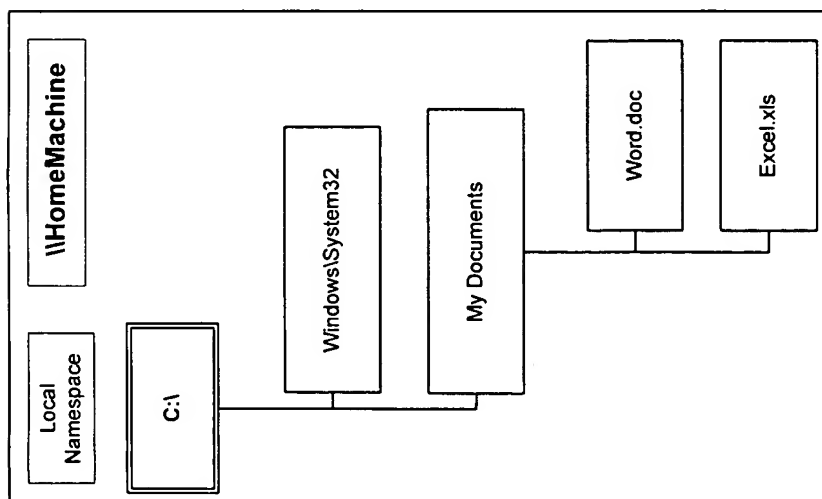 Local
Namespace
\\HomeMachine
C:\
Windows\System32
My Documents
Word.doc
Excel.xls